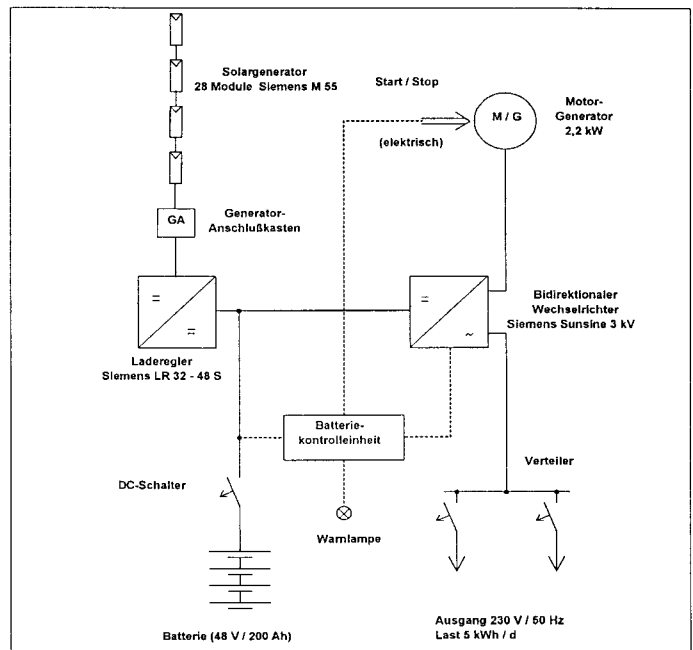 Solargenerator
28 Module Siemens M 55
Start / Stop
M / G
Motor-
Generator
2,2 kW
(elektrisch)
GA
Generator-
Anschlußkasten
=
=
=
~
Bidirektionaler
Wechselrichter
Siemens Sunsine 3 kV
Laderegler
Siemens LR 32 - 48 S
Batterie-
kontrolleinheit
Verteiler
DC-Schalter
Warnlampe
Batterie (48 V / 200 Ah)
Ausgang 230 V / 50 Hz
Last 5 kWh / d